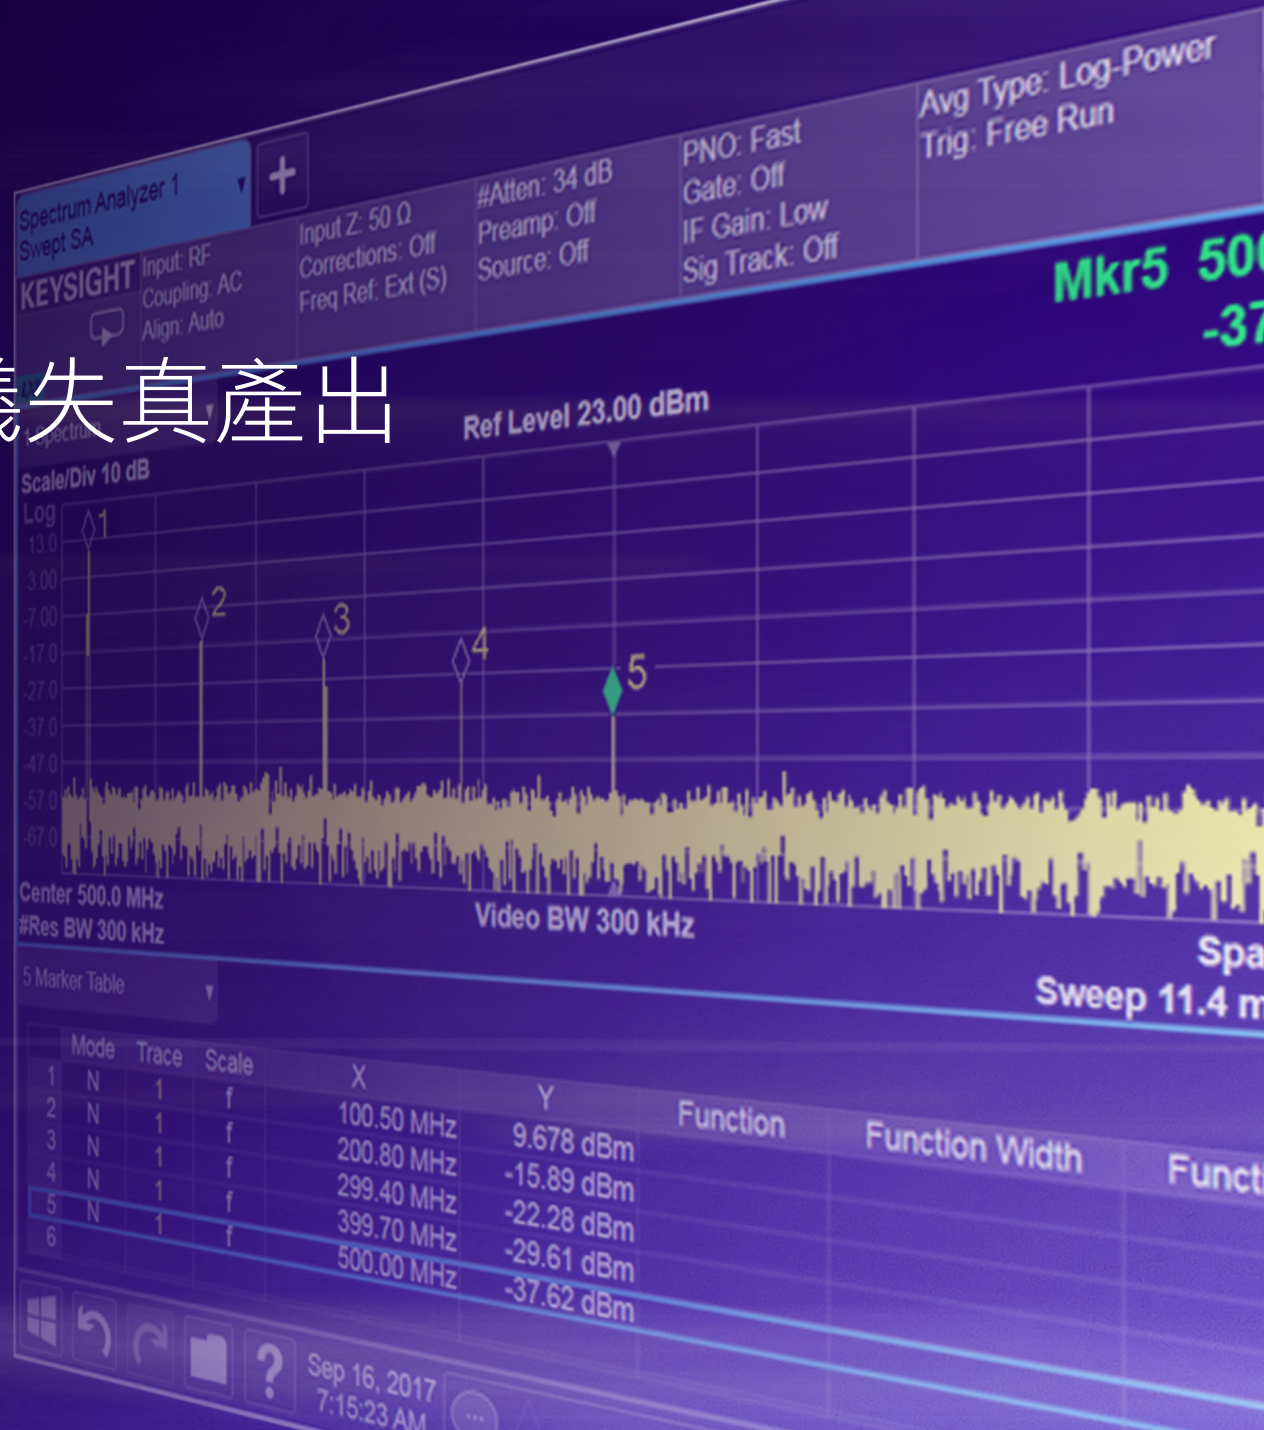 Avg Type: Log-Power
Trig: Free Run
PNO: Fast
Gate: Off
IF Gain: Low
Sig Track: Off
#Atten: 34 dB
Preamp: Off
Source: Off
Input Z: 50 Ω
Corrections: Off
Freq Ref: Ext (S)
Spectrum Analyzer 1
Swept SA
KEYSIGHT
Input: RF
Coupling: AC
Align: Auto
Mkr5 500
-37
失真產出
1 Spectrum
Ref Level 23.00 dBm
Scale/Div 10 dB
Log
13.0
3.00
-7.00
-17.0
-27.0
-37.0
-47.0
-57.0
-67.0
1
2
3
4
5
Center 500.0 MHz
#Res BW 300 kHz
Video BW 300 kHz
Spa
Sweep 11.4 m
5 Marker Table
Mode Trace Scale X Y Function Function Width Functi
1 N 1 f 100.50 MHz 9.678 dBm
2 N 1 f 200.80 MHz -15.89 dBm
3 N 1 f 299.40 MHz -22.28 dBm
4 N 1 f 399.70 MHz -29.61 dBm
5 N 1 f 500.00 MHz -37.62 dBm
6
Sep 16, 2017
7:15:23 AM